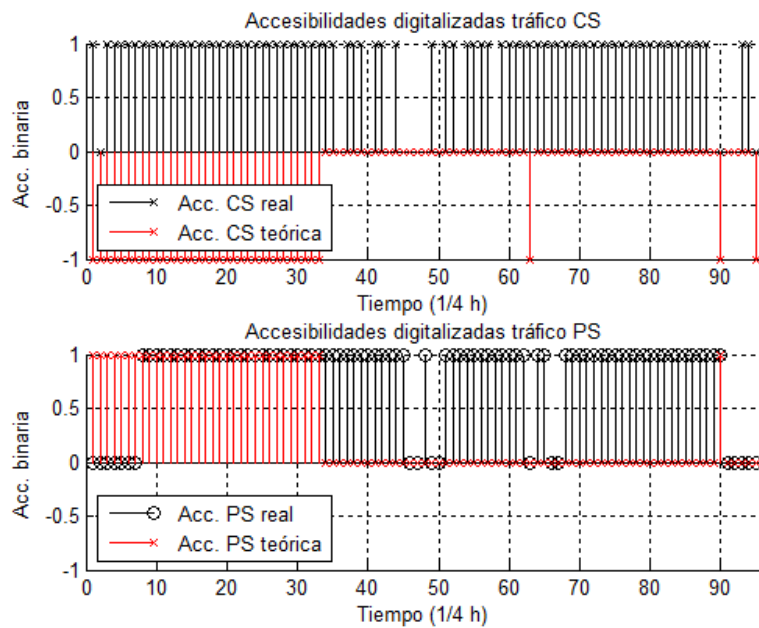 Accesibilidades digitalizadas tráfico CS
Acc. binaria
1
0.5
0
-0.5
-1
Acc. CS real
Acc. CS teórica
0 10 20 30 40 50 60 70 80 90
Tiempo (1/4 h)
Accesibilidades digitalizadas tráfico PS
Acc. binaria
1
0.5
0
-0.5
-1
Acc. PS real
Acc. PS teórica
0 10 20 30 40 50 60 70 80 90
Tiempo (1/4 h)